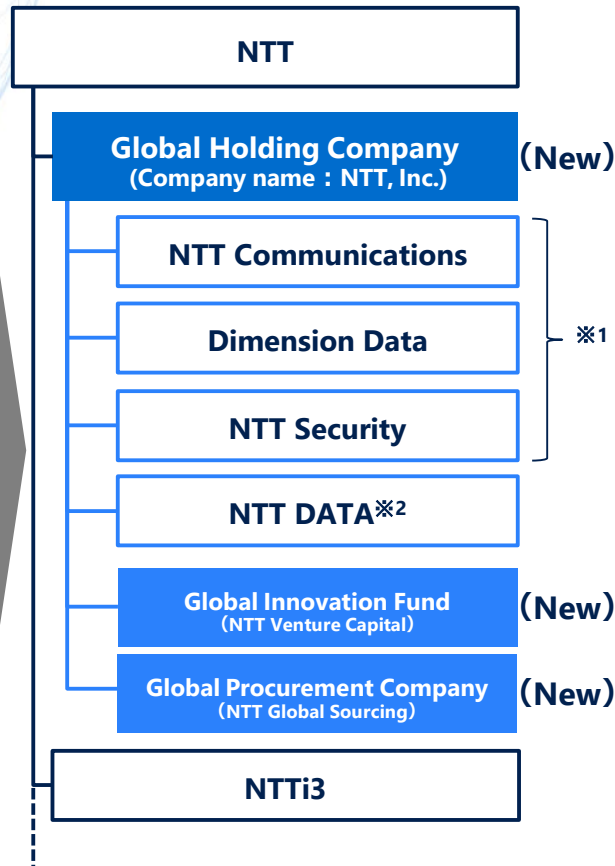 NTT
Global Holding Company
(Company name：NTT, Inc.)
(New)
NTT Communications
Dimension Data
※1
NTT Security
NTT DATA※2
Global Innovation Fund
（NTT Venture Capital）
(New)
Global Procurement Company
（NTT Global Sourcing）
(New)
NTTi3